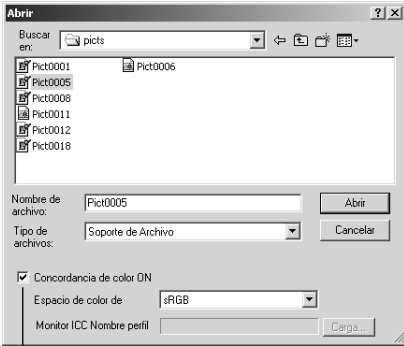 Abrir
Buscar en: picts
Pict0001 Pict0006
Pict0005
Pict0008
Pict0011
Pict0012
Pict0018
Nombre de archivo: Pict0005 Abrir
Tipo de archivos: Soporte de Archivo Cancelar
Concordancia de color ON
Espacio de color de sRGB
Monitor ICC Nombre perfil Carga...